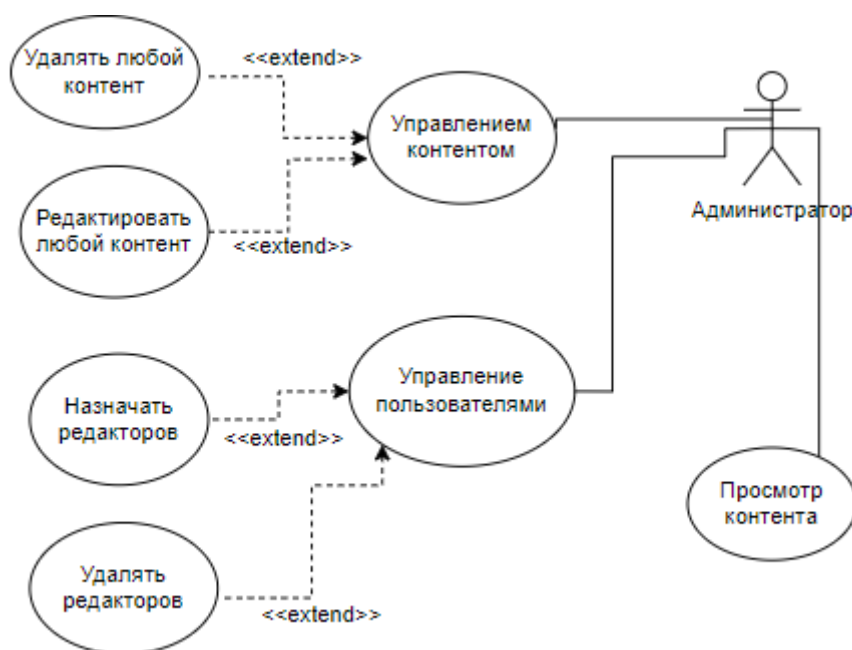 Удалять любой
контент
<<extend>>
Управлением
контентом
Редактировать
любой контент
<<extend>>
Администратор
Назначать
редакторов
<<extend>>
Управление
пользователями
Просмотр
контента
Удалять
редакторов
<<extend>>